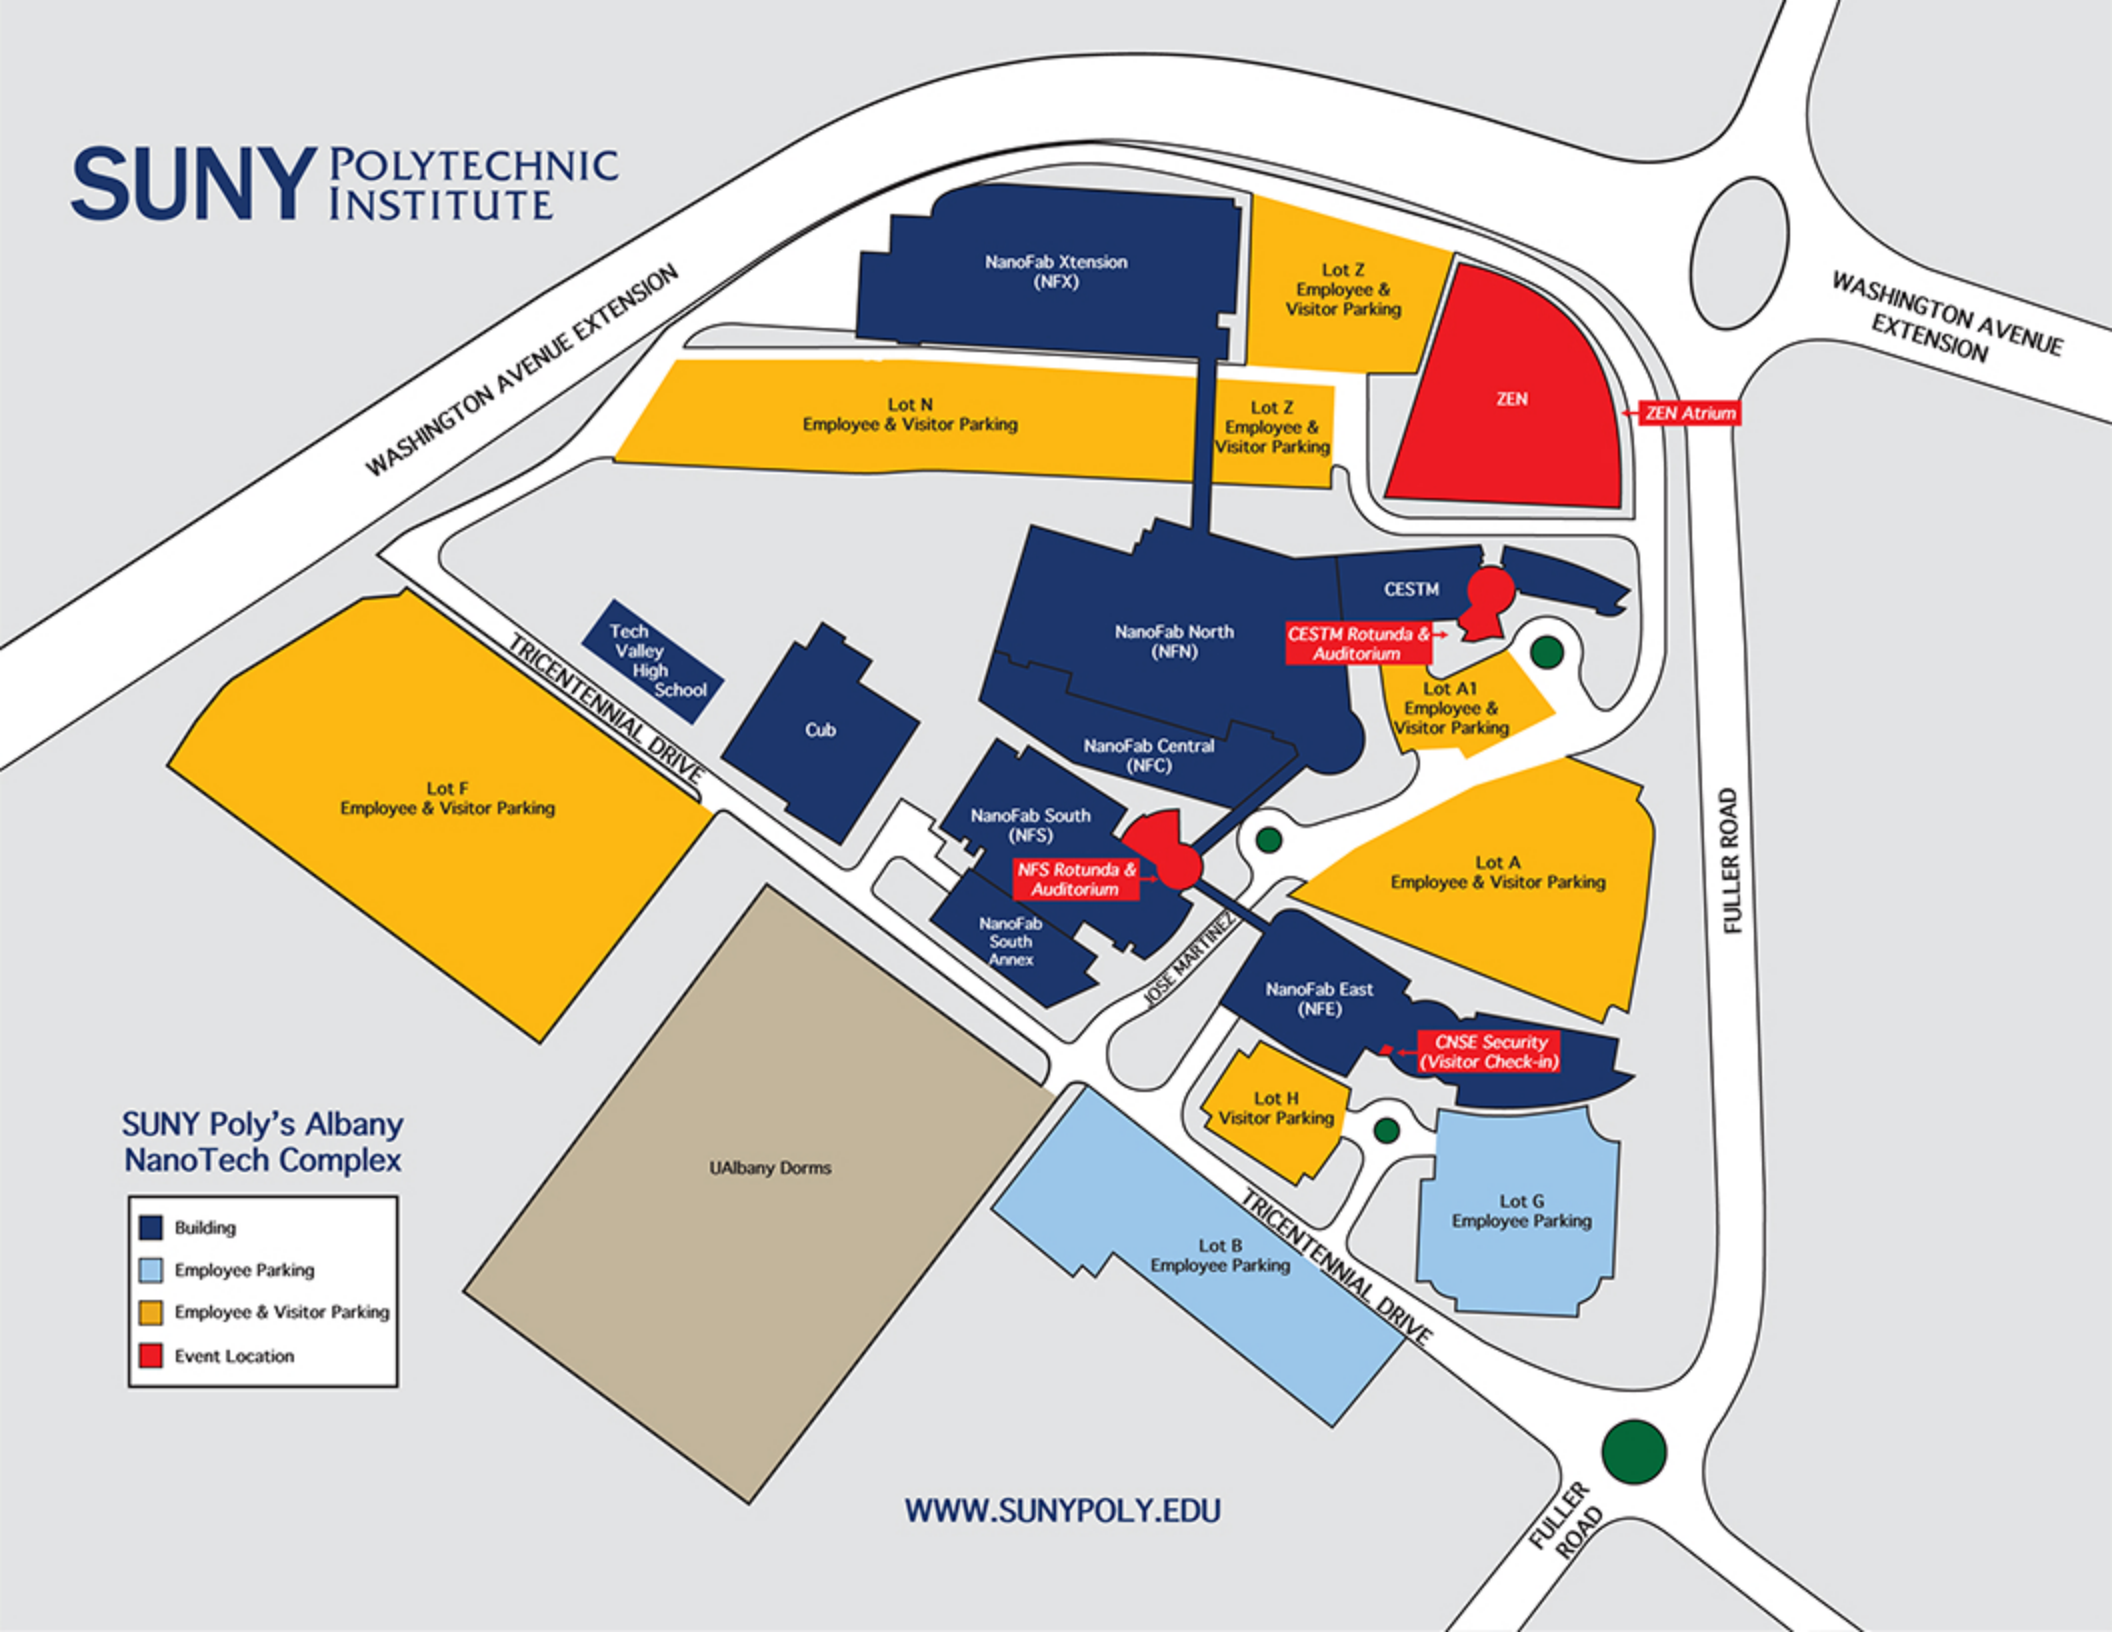 SUNY POLYTECHNIC
INSTITUTE
WASHINGTON AVENUE EXTENSION
WASHINGTON AVENUE
EXTENSION
NanoFab Xtension
(NFX)
Lot Z
Employee &
Visitor Parking
ZEN
ZEN Atrium
Lot N
Employee & Visitor Parking
Lot Z
Employee &
Visitor Parking
CESTM
CESTM Rotunda &
Auditorium
NanoFab North
(NFN)
Lot A1
Employee &
Visitor Parking
Tech
Valley
High
School
TRICENTENNIAL DRIVE
Cub
NanoFab Central
(NFC)
Lot F
Employee & Visitor Parking
NanoFab South
(NFS)
NFS Rotunda &
Auditorium
NanoFab
South
Annex
JOSE MARTINEZ
Lot A
Employee & Visitor Parking
FULLER ROAD
NanoFab East
(NFE)
CNSE Security
(Visitor Check-in)
Lot H
Visitor Parking
UAlbany Dorms
Lot G
Employee Parking
Lot B
Employee Parking
TRICENTENNIAL DRIVE
SUNY Poly's Albany
NanoTech Complex
Building
Employee Parking
Employee & Visitor Parking
Event Location
WWW.SUNYPOLY.EDU
FULLER
ROAD